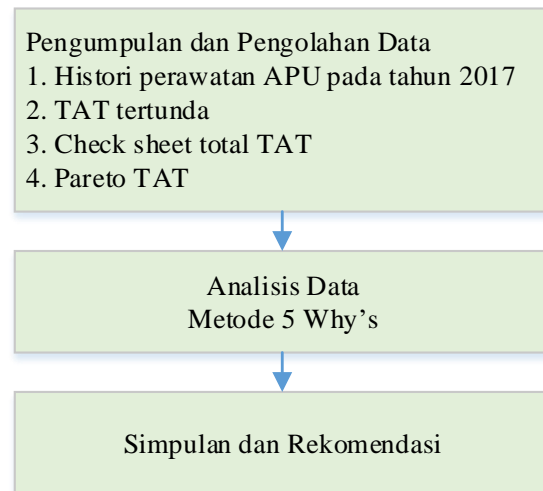 Pengumpulan dan Pengolahan Data
1. Histori perawatan APU pada tahun 2017
2. TAT tertunda
3. Check sheet total TAT
4. Pareto TAT
Analisis Data
Metode 5 Why’s
Simpulan dan Rekomendasi